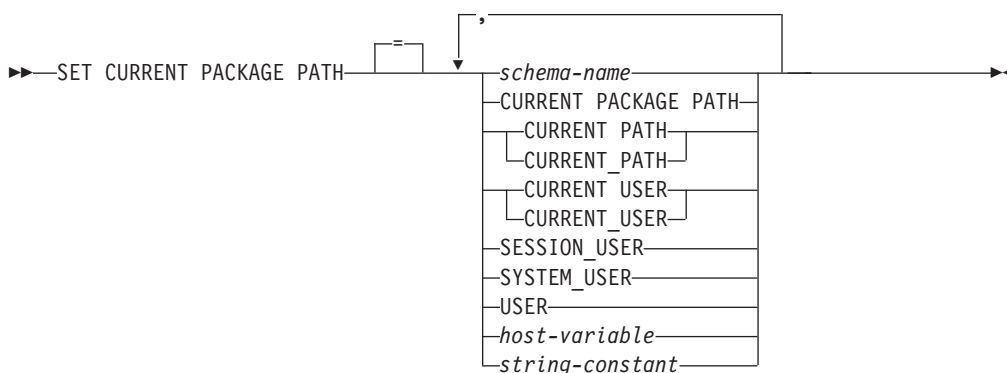 ,
=
SET CURRENT PACKAGE PATH schema-name
CURRENT PACKAGE PATH
CURRENT PATH
CURRENT_PATH
CURRENT USER
CURRENT_USER
SESSION_USER
SYSTEM_USER
USER
host-variable
string-constant